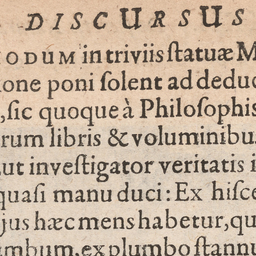 DISCURSUS
ODUM in triviis ſtatuæ M
ione poni ſolent ad deduc
, ſic quoque à Philoſophis
rum libris & voluminibu
ut inveſtigator veritatis i
quaſi manu duci: Ex hiſce
jus hæc mens habetur, qu
mbum, ex plumbo ſtannu